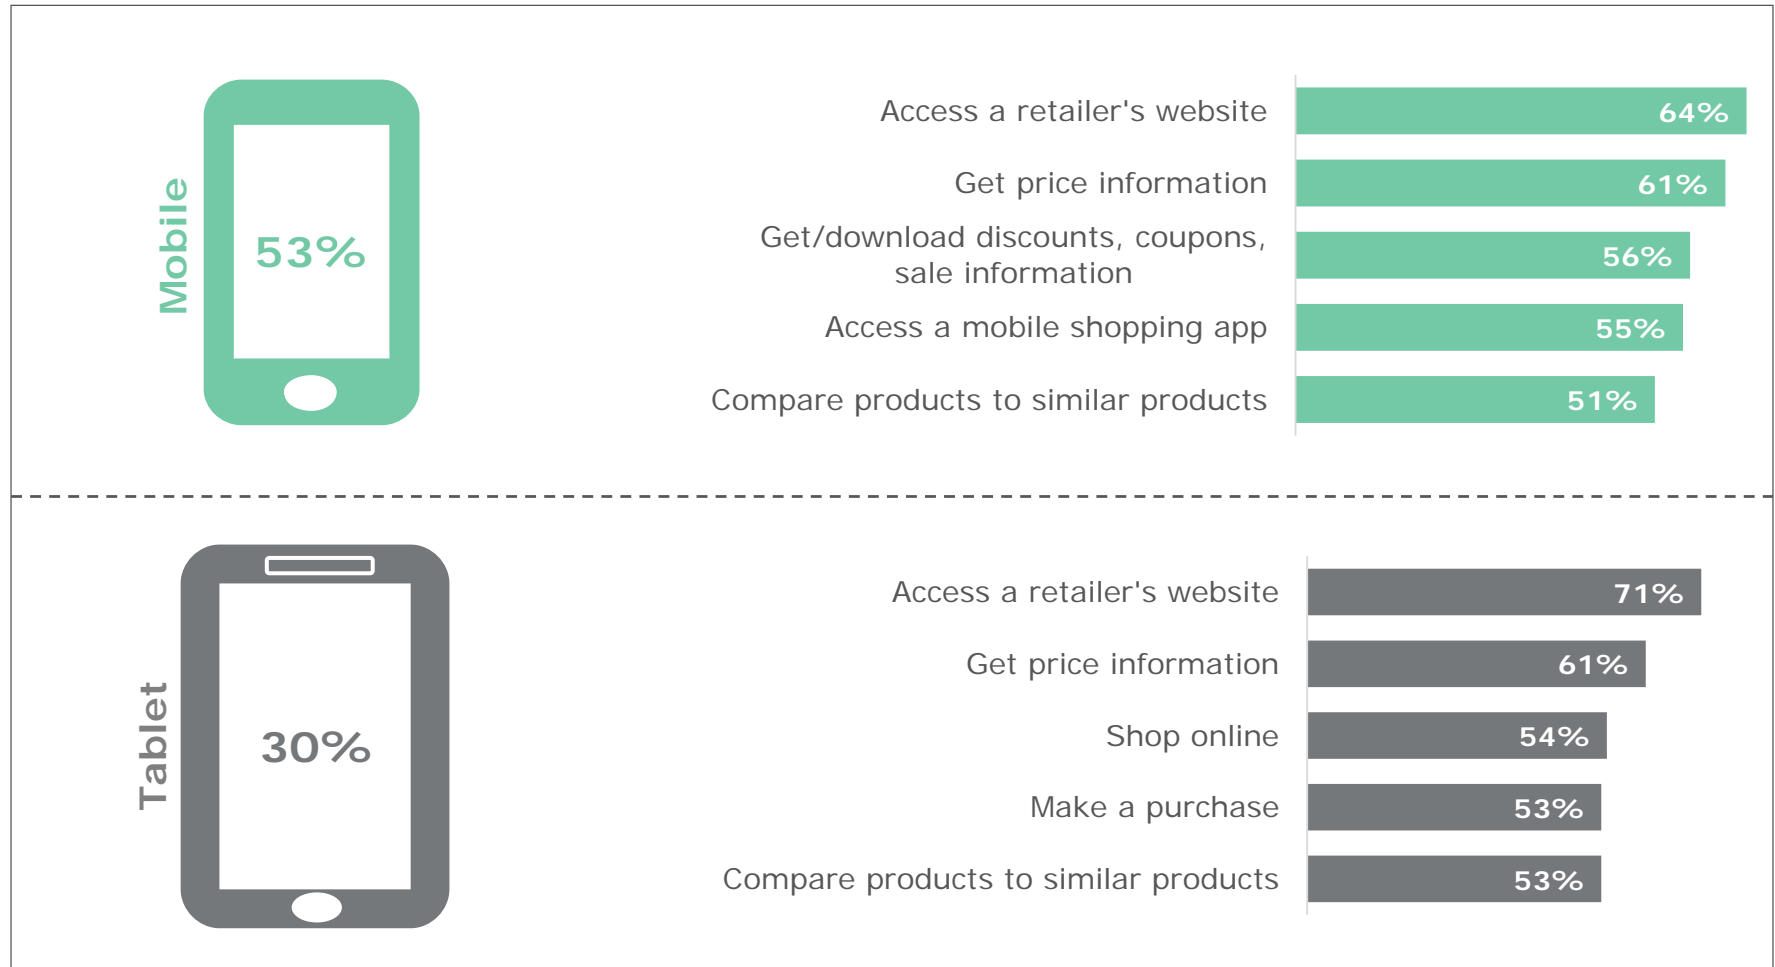 Mobile
53%
Access a retailer's website
64%
Get price information
61%
Get/download discounts, coupons,
sale information
56%
Access a mobile shopping app
55%
Compare products to similar products
51%
Tablet
30%
Access a retailer's website
71%
Get price information
61%
Shop online
54%
Make a purchase
53%
Compare products to similar products
53%